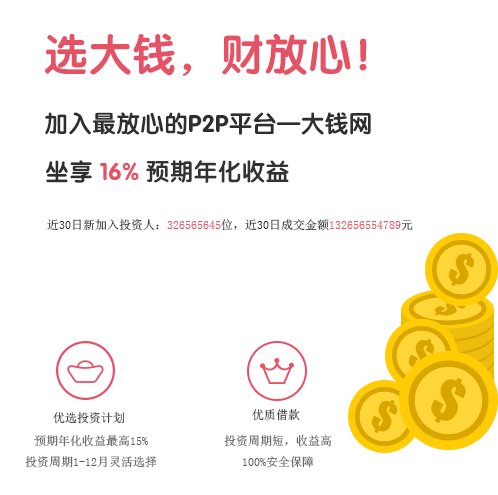 选大钱，财放心！
加入最放心的P2P平台—大钱网
坐享 16% 预期年化收益
近30日新加入投资人：326565645位，近30日成交金额132656554789元
优选投资计划
预期年化收益最高15%
投资周期1-12月灵活选择
优质借款
投资周期短，收益高
100%安全保障
$
$
$
$
$